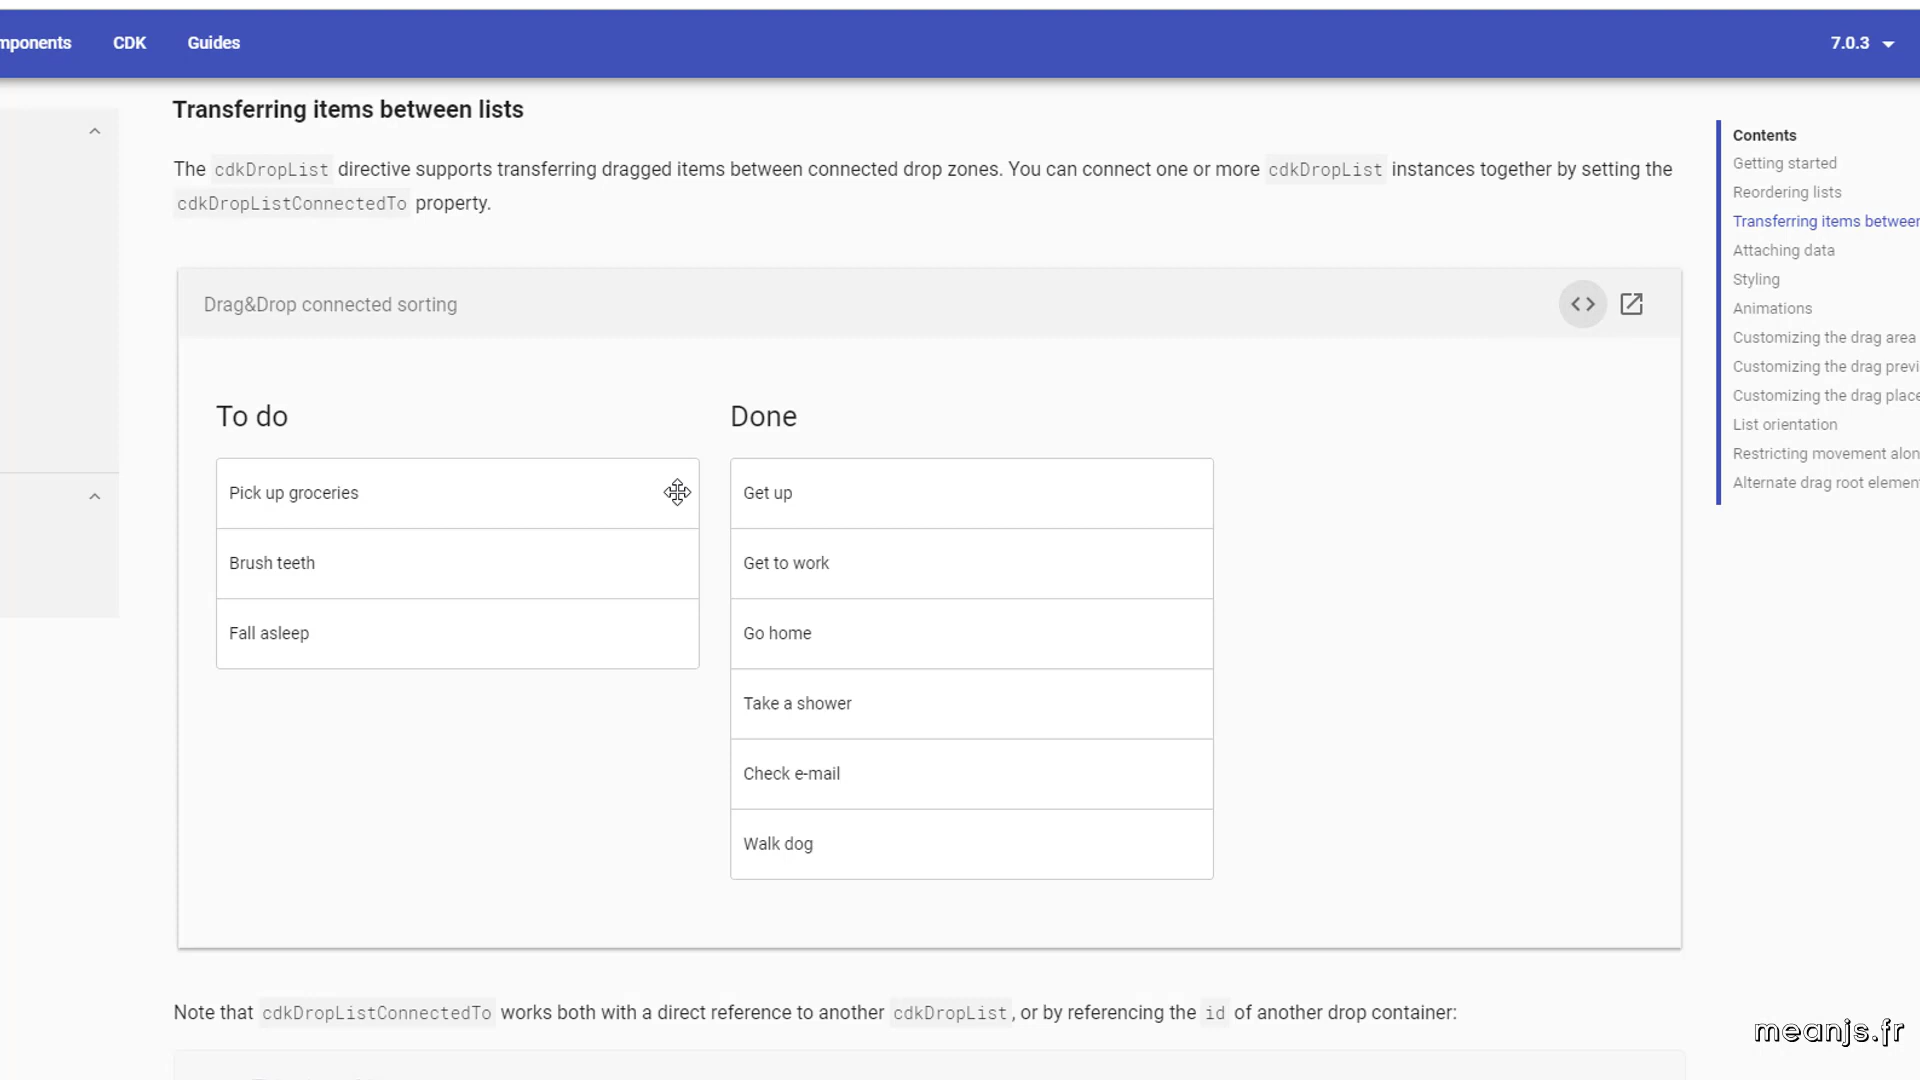 mponents CDK Guides 7.0.3
Transferring items between lists
The cdkDropList directive supports transferring dragged items between connected drop zones. You can connect one or more cdkDropList instances together by setting the
cdkDropListConnectedTo property.
Drag&Drop connected sorting
To do
Pick up groceries
Brush teeth
Fall asleep
Done
Get up
Get to work
Go home
Take a shower
Check e-mail
Walk dog
Note that cdkDropListConnectedTo works both with a direct reference to another cdkDropList, or by referencing the id of another drop container:
Contents
Getting started
Reordering lists
Transferring items between
Attaching data
Styling
Animations
Customizing the drag area
Customizing the drag previ
Customizing the drag place
List orientation
Restricting movement alon
Alternate drag root elemen
meanjs.fr